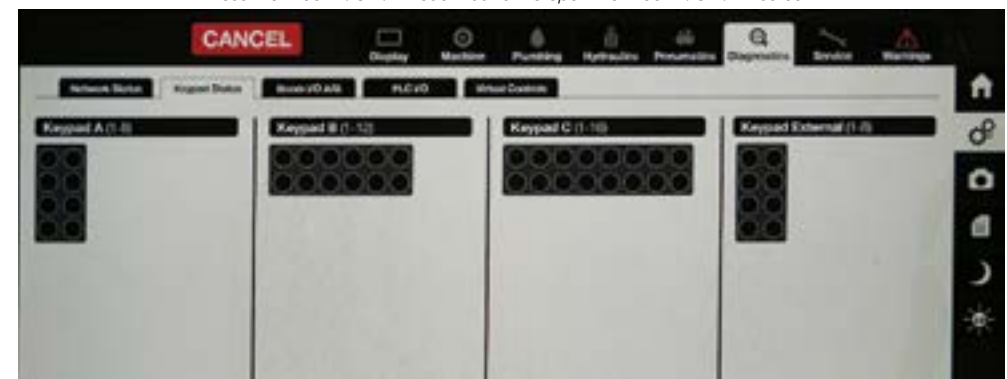 CANCEL
Display Machine Plumbing Hydraulics Pneumatics Diagnostics Service Warnings
Network Status Keypad Status PLC I/O Virtual Controls
Keypad A (1-8) Keypad B (1-12) Keypad C (1-16) Keypad External (1-8)